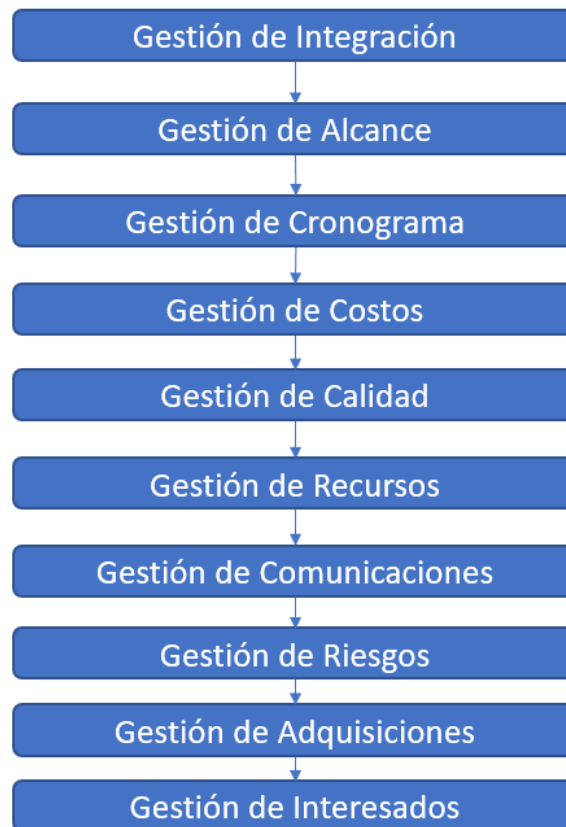 Gestión de Integración
Gestión de Alcance
Gestión de Cronograma
Gestión de Costos
Gestión de Calidad
Gestión de Recursos
Gestión de Comunicaciones
Gestión de Riesgos
Gestión de Adquisiciones
Gestión de Interesados